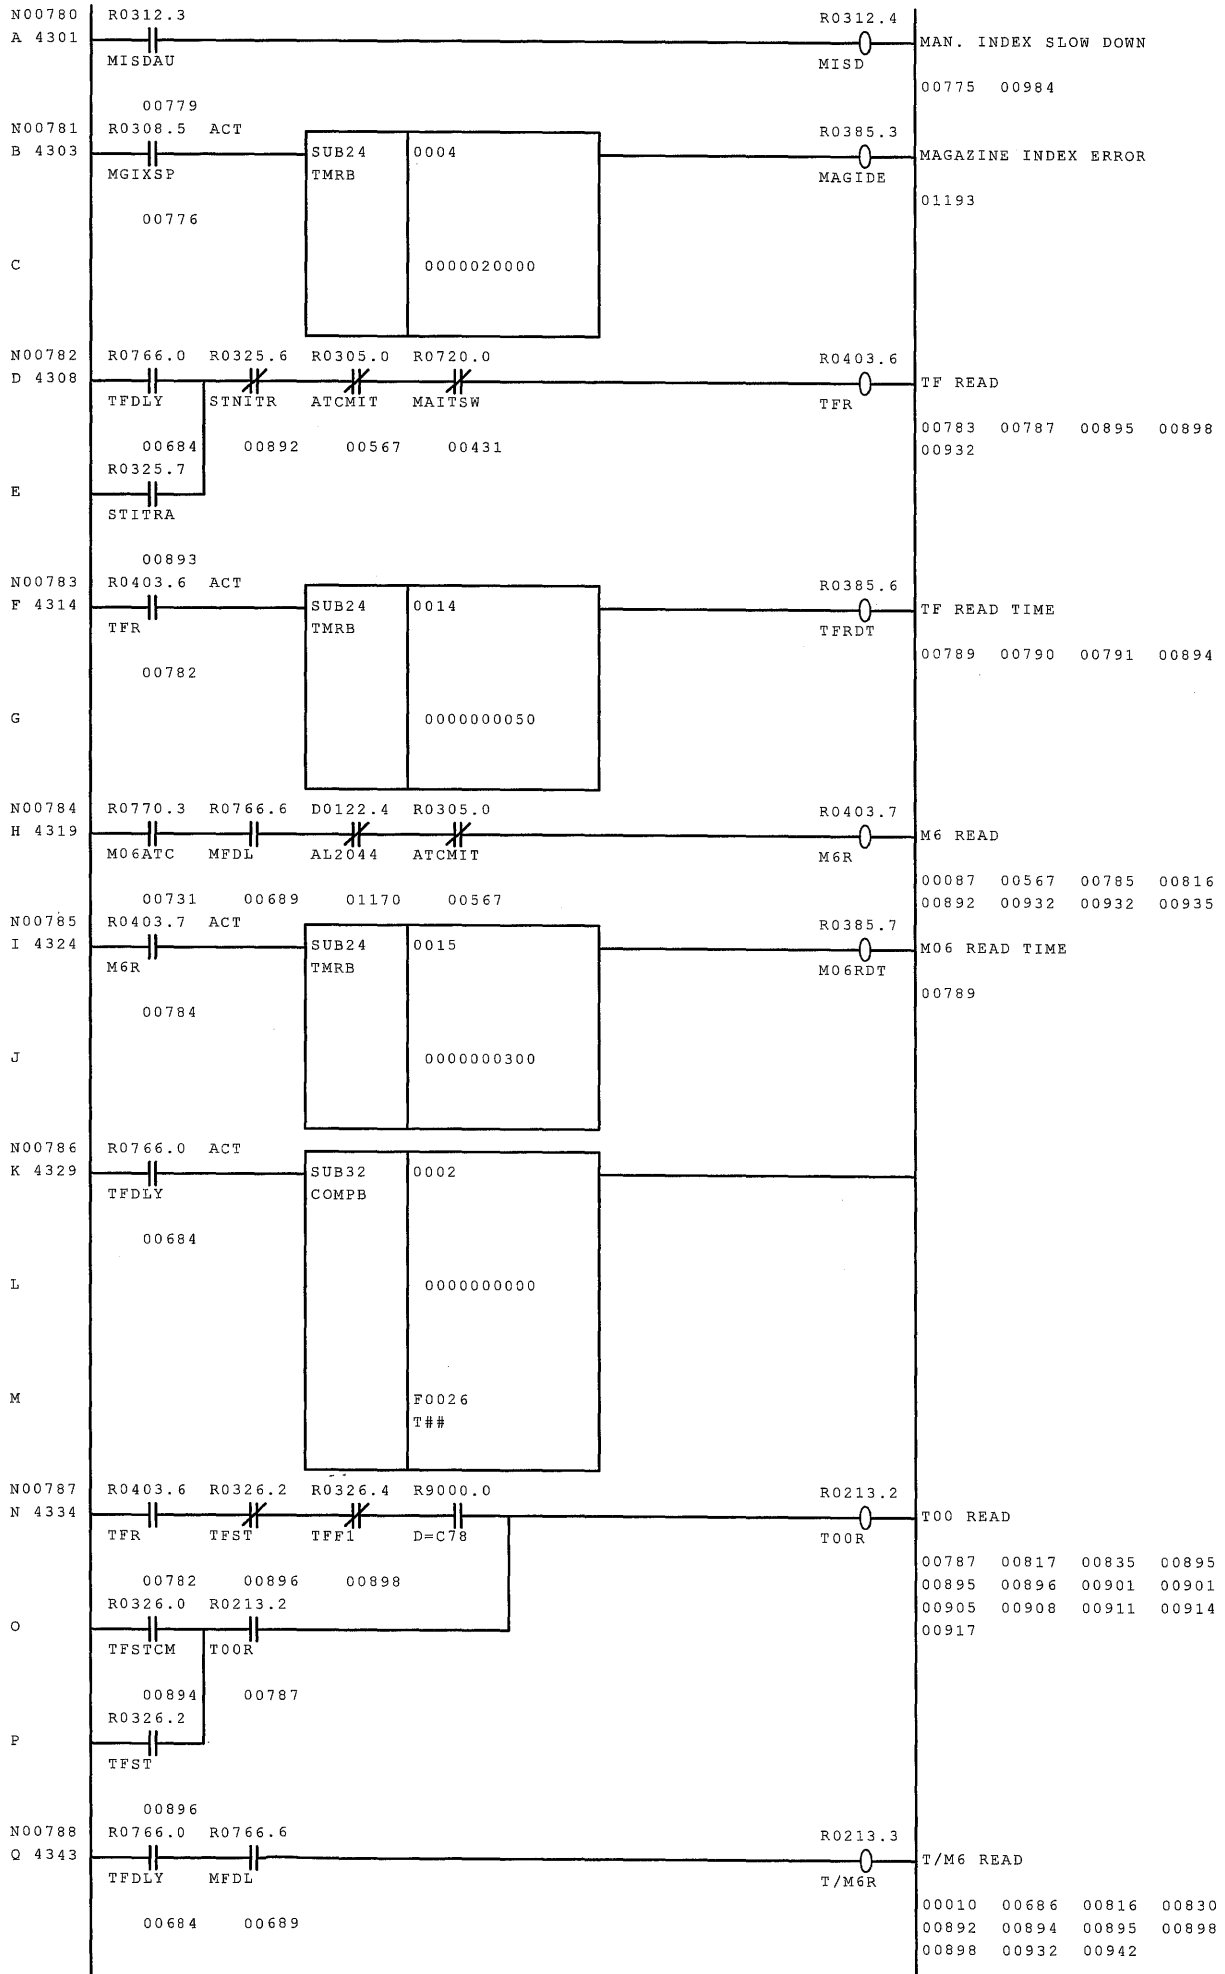 N00780 R0312.3 R0312.4
A 4301 MAN. INDEX SLOW DOWN
MISDAU MISD
00775 00984
00779
N00781 R0308.5 ACT R0385.3
B 4303 SUB24 0004 MAGAZINE INDEX ERROR
MGIXSP TMRB MAGIDE
01193
00776
C 0000020000
N00782 R0766.0 R0325.6 R0305.0 R0720.0 R0403.6
D 4308 TF READ
TFDLY STNITR ATCMIT MAITSW TFR
00783 00787 00895 00898
00684 00892 00567 00431 00932
R0325.7
E
STITRA
00893
N00783 R0403.6 ACT R0385.6
F 4314 SUB24 0014 TF READ TIME
TFR TMRB TFRDT
00789 00790 00791 00894
00782
G 0000000050
N00784 R0770.3 R0766.6 D0122.4 R0305.0 R0403.7
H 4319 M6 READ
M06ATC MFDL AL2044 ATCMIT M6R
00087 00567 00785 00816
00731 00689 01170 00567 00892 00932 00932 00935
N00785 R0403.7 ACT R0385.7
I 4324 SUB24 0015 M06 READ TIME
M6R TMRB M06RDT
00789
00784
J 0000000300
N00786 R0766.0 ACT
K 4329 SUB32 0002
TFDLY COMPB
00684
L 0000000000
M F0026
T##
N00787 R0403.6 R0326.2 R0326.4 R9000.0 R0213.2
N 4334 T00 READ
TFR TFST TFF1 D=C78 T00R
00787 00817 00835 00895
00782 00896 00898 00895 00896 00901 00901
R0326.0 R0213.2 00905 00908 00911 00914
O 00917
TFSTCM T00R
00894 00787
R0326.2
P
TFST
00896
N00788 R0766.0 R0766.6 R0213.3
Q 4343 T/M6 READ
TFDLY MFDL T/M6R
00010 00686 00816 00830
00684 00689 00892 00894 00895 00898
00898 00932 00942